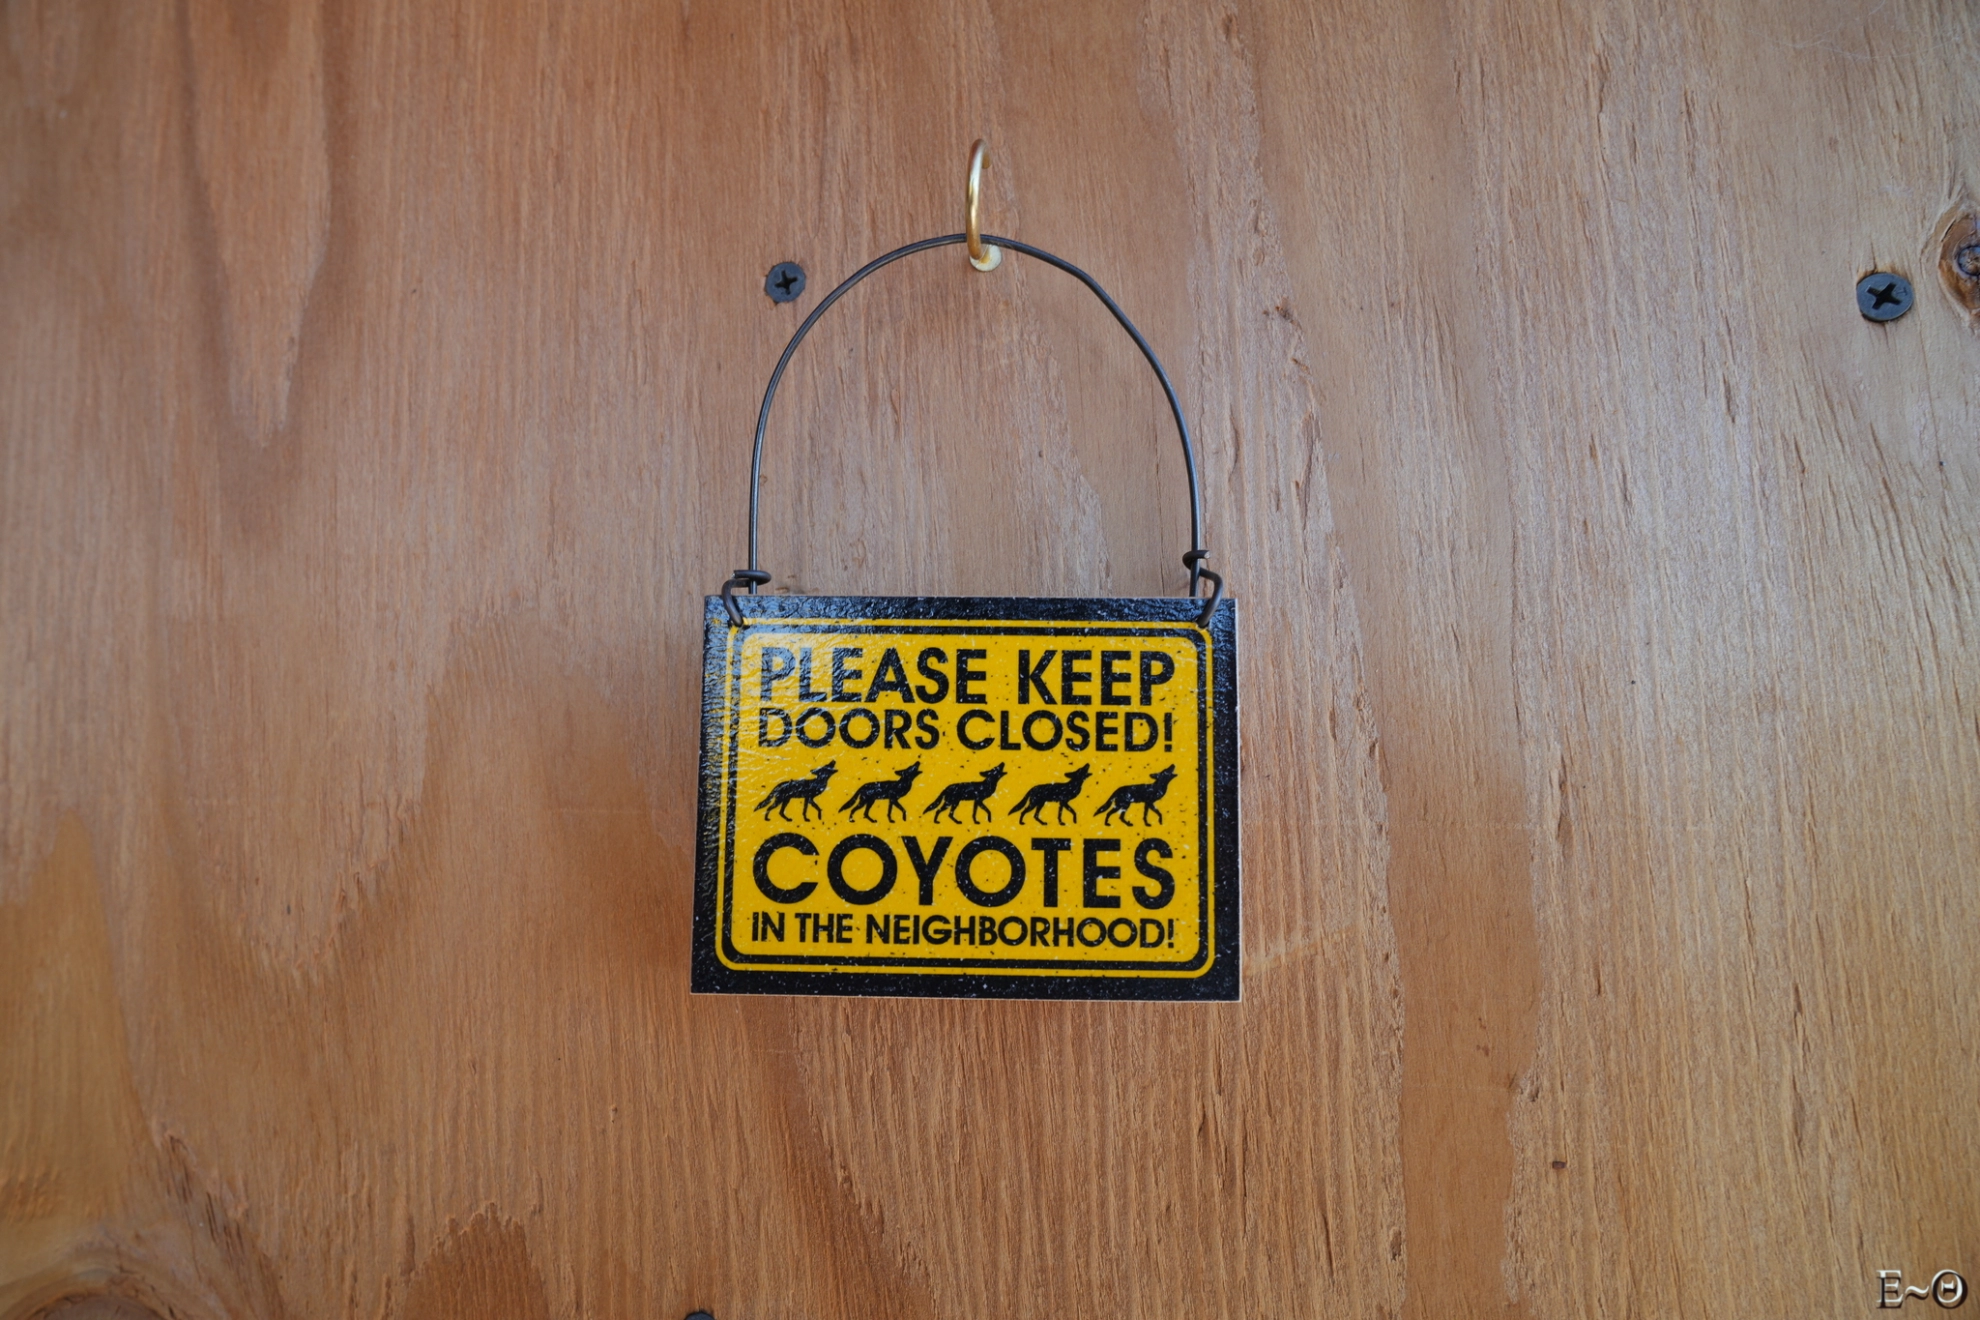 PLEASE KEEP
DOORS CLOSED!
COYOTES
IN THE NEIGHBORHOOD!
E~Θ